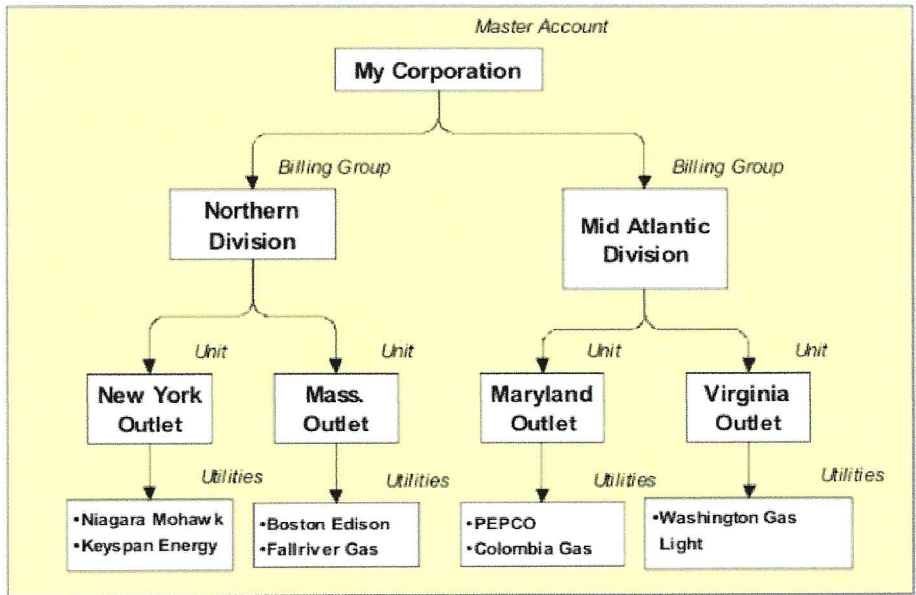 Master Account
My Corporation
Billing Group
Billing Group
Northern
Division
Mid Atlantic
Division
Unit
Unit
Unit
Unit
New York
Outlet
Mass.
Outlet
Maryland
Outlet
Virginia
Outlet
Utilities
Utilities
Utilities
Utilities
•Niagara Mohawk
•Keyspan Energy
•Boston Edison
•Fallriver Gas
•PEPCO
•Colombia Gas
•Washington Gas
Light